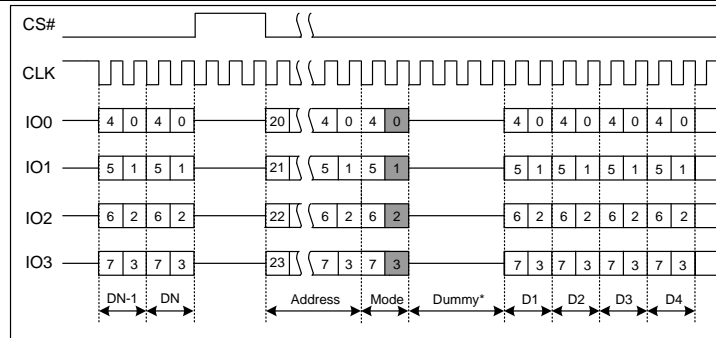 CS#
CLK
IO0 4 0 4 0 20 4 0 4 0 4 0 4 0 4 0 4 0
IO1 5 1 5 1 21 5 1 5 1 5 1 5 1 5 1 5 1
IO2 6 2 6 2 22 6 2 6 2 6 2 6 2 6 2 6 2
IO3 7 3 7 3 23 7 3 7 3 7 3 7 3 7 3 7 3
DN-1 DN Address Mode Dummy* D1 D2 D3 D4